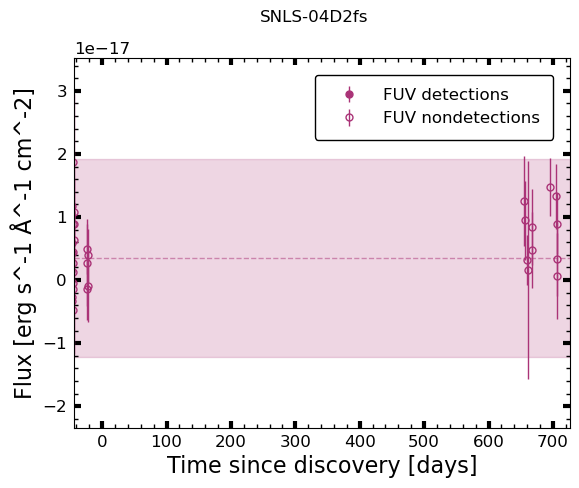 SNLS-04D2fs
1e−17
FUV detections
FUV nondetections
3
2
1
0
−1
−2
Flux [erg s^-1 Å^-1 cm^-2]
0 100 200 300 400 500 600 700
Time since discovery [days]